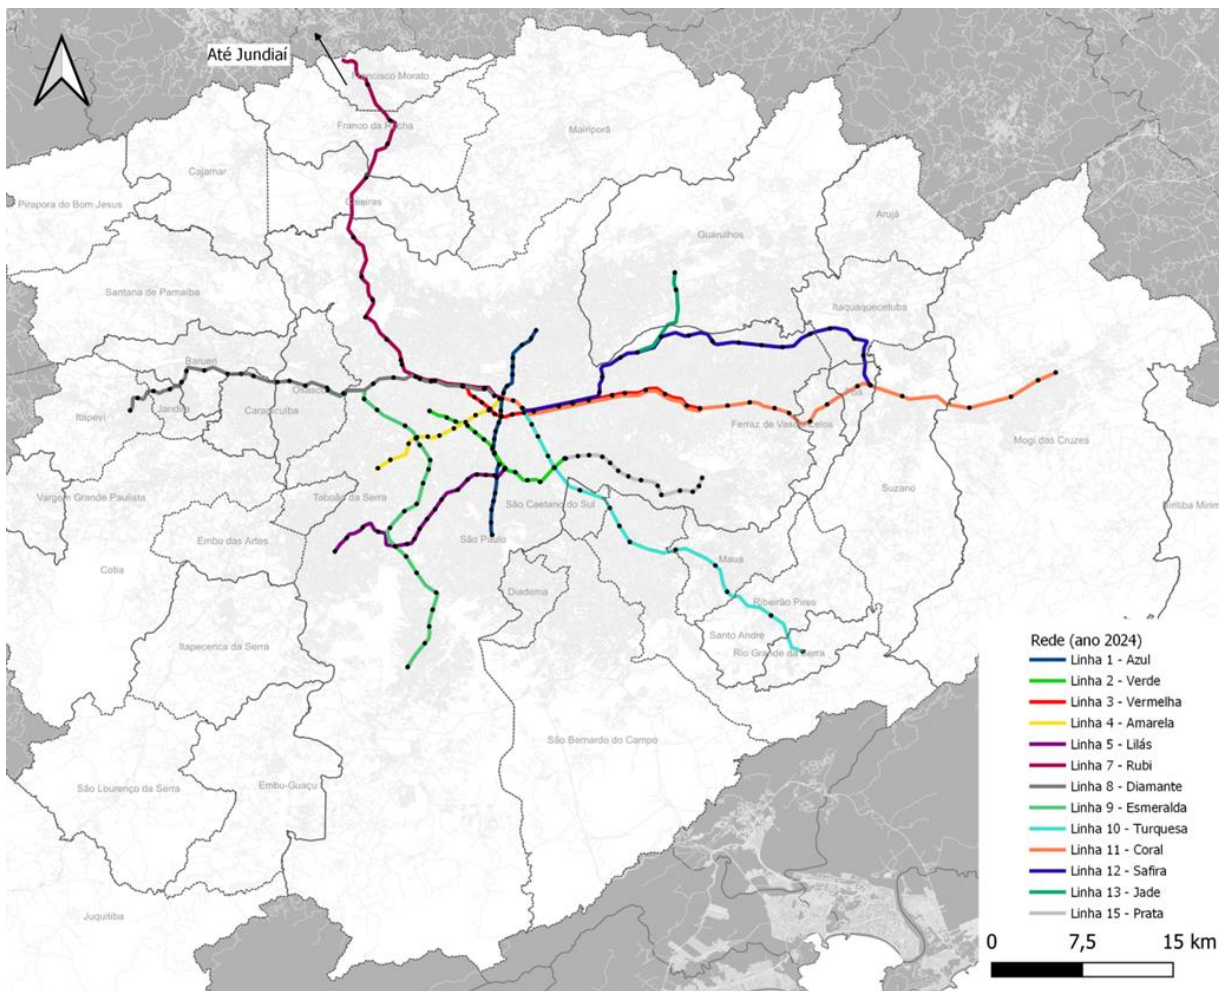 Até Jundiaí
Francisco Morato
Franco da Rocha
Mairiporã
Cajamar
Pirapora do Bom Jesus
Caieiras
Arujá
Guarulhos
Santana de Parnaíba
Itaquaquecetuba
Barueri
Osasco
Itapevi
Jandira
Carapicuíba
Ferraz de Vasconcelos
Mogi das Cruzes
Vargem Grande Paulista
Taboão da Serra
São Caetano do Sul
Suzano
Biritiba Mirim
Embu das Artes
São Paulo
Cotia
Mauá
Diadema
Ribeirão Pires
Itapecerica da Serra
Santo André
Rio Grande da Serra
São Bernardo do Campo
São Lourenço da Serra
Embu-Guaçu
Juquitiba
Rede (ano 2024)
Linha 1 - Azul
Linha 2 - Verde
Linha 3 - Vermelha
Linha 4 - Amarela
Linha 5 - Lilás
Linha 7 - Rubi
Linha 8 - Diamante
Linha 9 - Esmeralda
Linha 10 - Turquesa
Linha 11 - Coral
Linha 12 - Safira
Linha 13 - Jade
Linha 15 - Prata
0 7,5 15 km